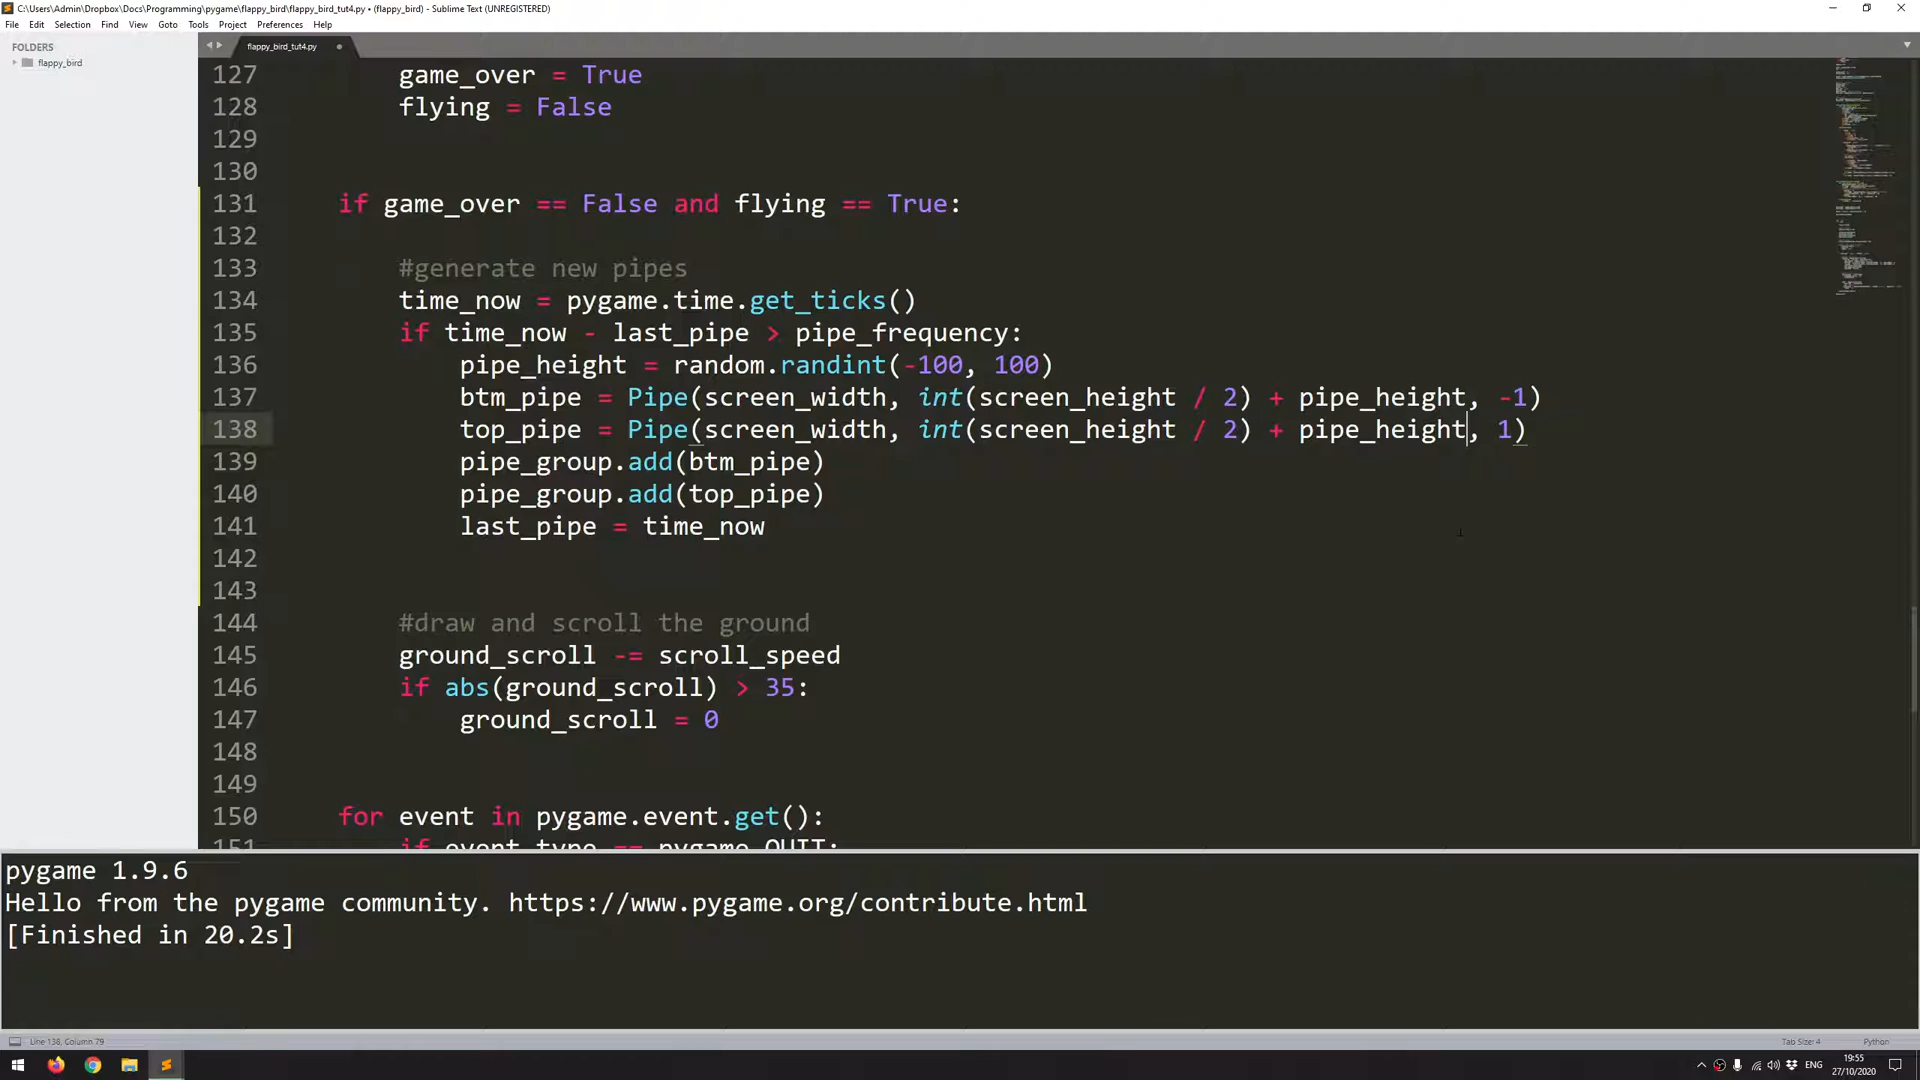 C:\Users\Admin\Dropbox\Docs\Programming\pygame\flappy_bird\flappy_bird_tut4.py • (flappy_bird) - Sublime Text (UNREGISTERED)
File Edit Selection Find View Goto Tools Project Preferences Help
FOLDERS
flappy_bird
flappy_bird_tut4.py
127 game_over = True
128 flying = False
129
130
131 if game_over == False and flying == True:
132
133 #generate new pipes
134 time_now = pygame.time.get_ticks()
135 if time_now - last_pipe > pipe_frequency:
136 pipe_height = random.randint(-100, 100)
137 btm_pipe = Pipe(screen_width, int(screen_height / 2) + pipe_height, -1)
138 top_pipe = Pipe(screen_width, int(screen_height / 2) + pipe_height, 1)
139 pipe_group.add(btm_pipe)
140 pipe_group.add(top_pipe)
141 last_pipe = time_now
142
143
144 #draw and scroll the ground
145 ground_scroll -= scroll_speed
146 if abs(ground_scroll) > 35:
147 ground_scroll = 0
148
149
150 for event in pygame.event.get():
151 if event.type == pygame.QUIT:
pygame 1.9.6
Hello from the pygame community. https://www.pygame.org/contribute.html
[Finished in 20.2s]
Line 138, Column 79
Tab Size: 4
Python
ENG
19:55
27/10/2020